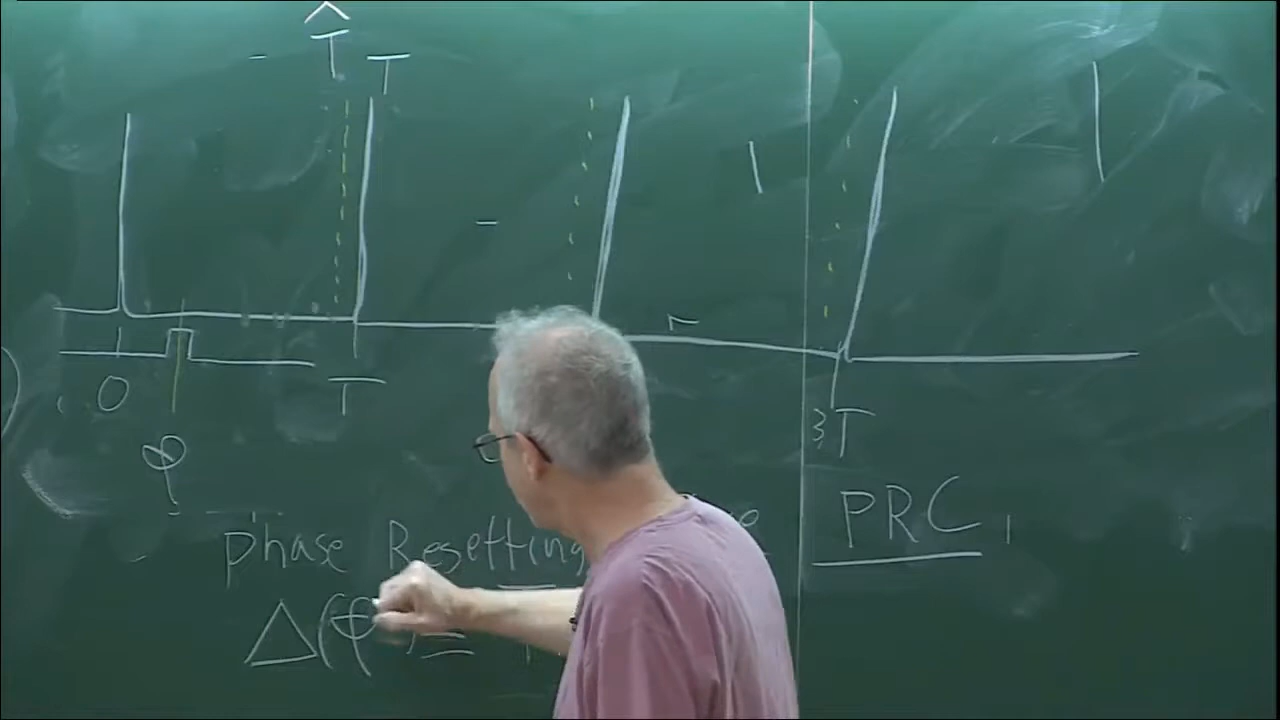 T̂ T
0 T
3T
φ
PRC
Phase Resetting
Δ(φ) =